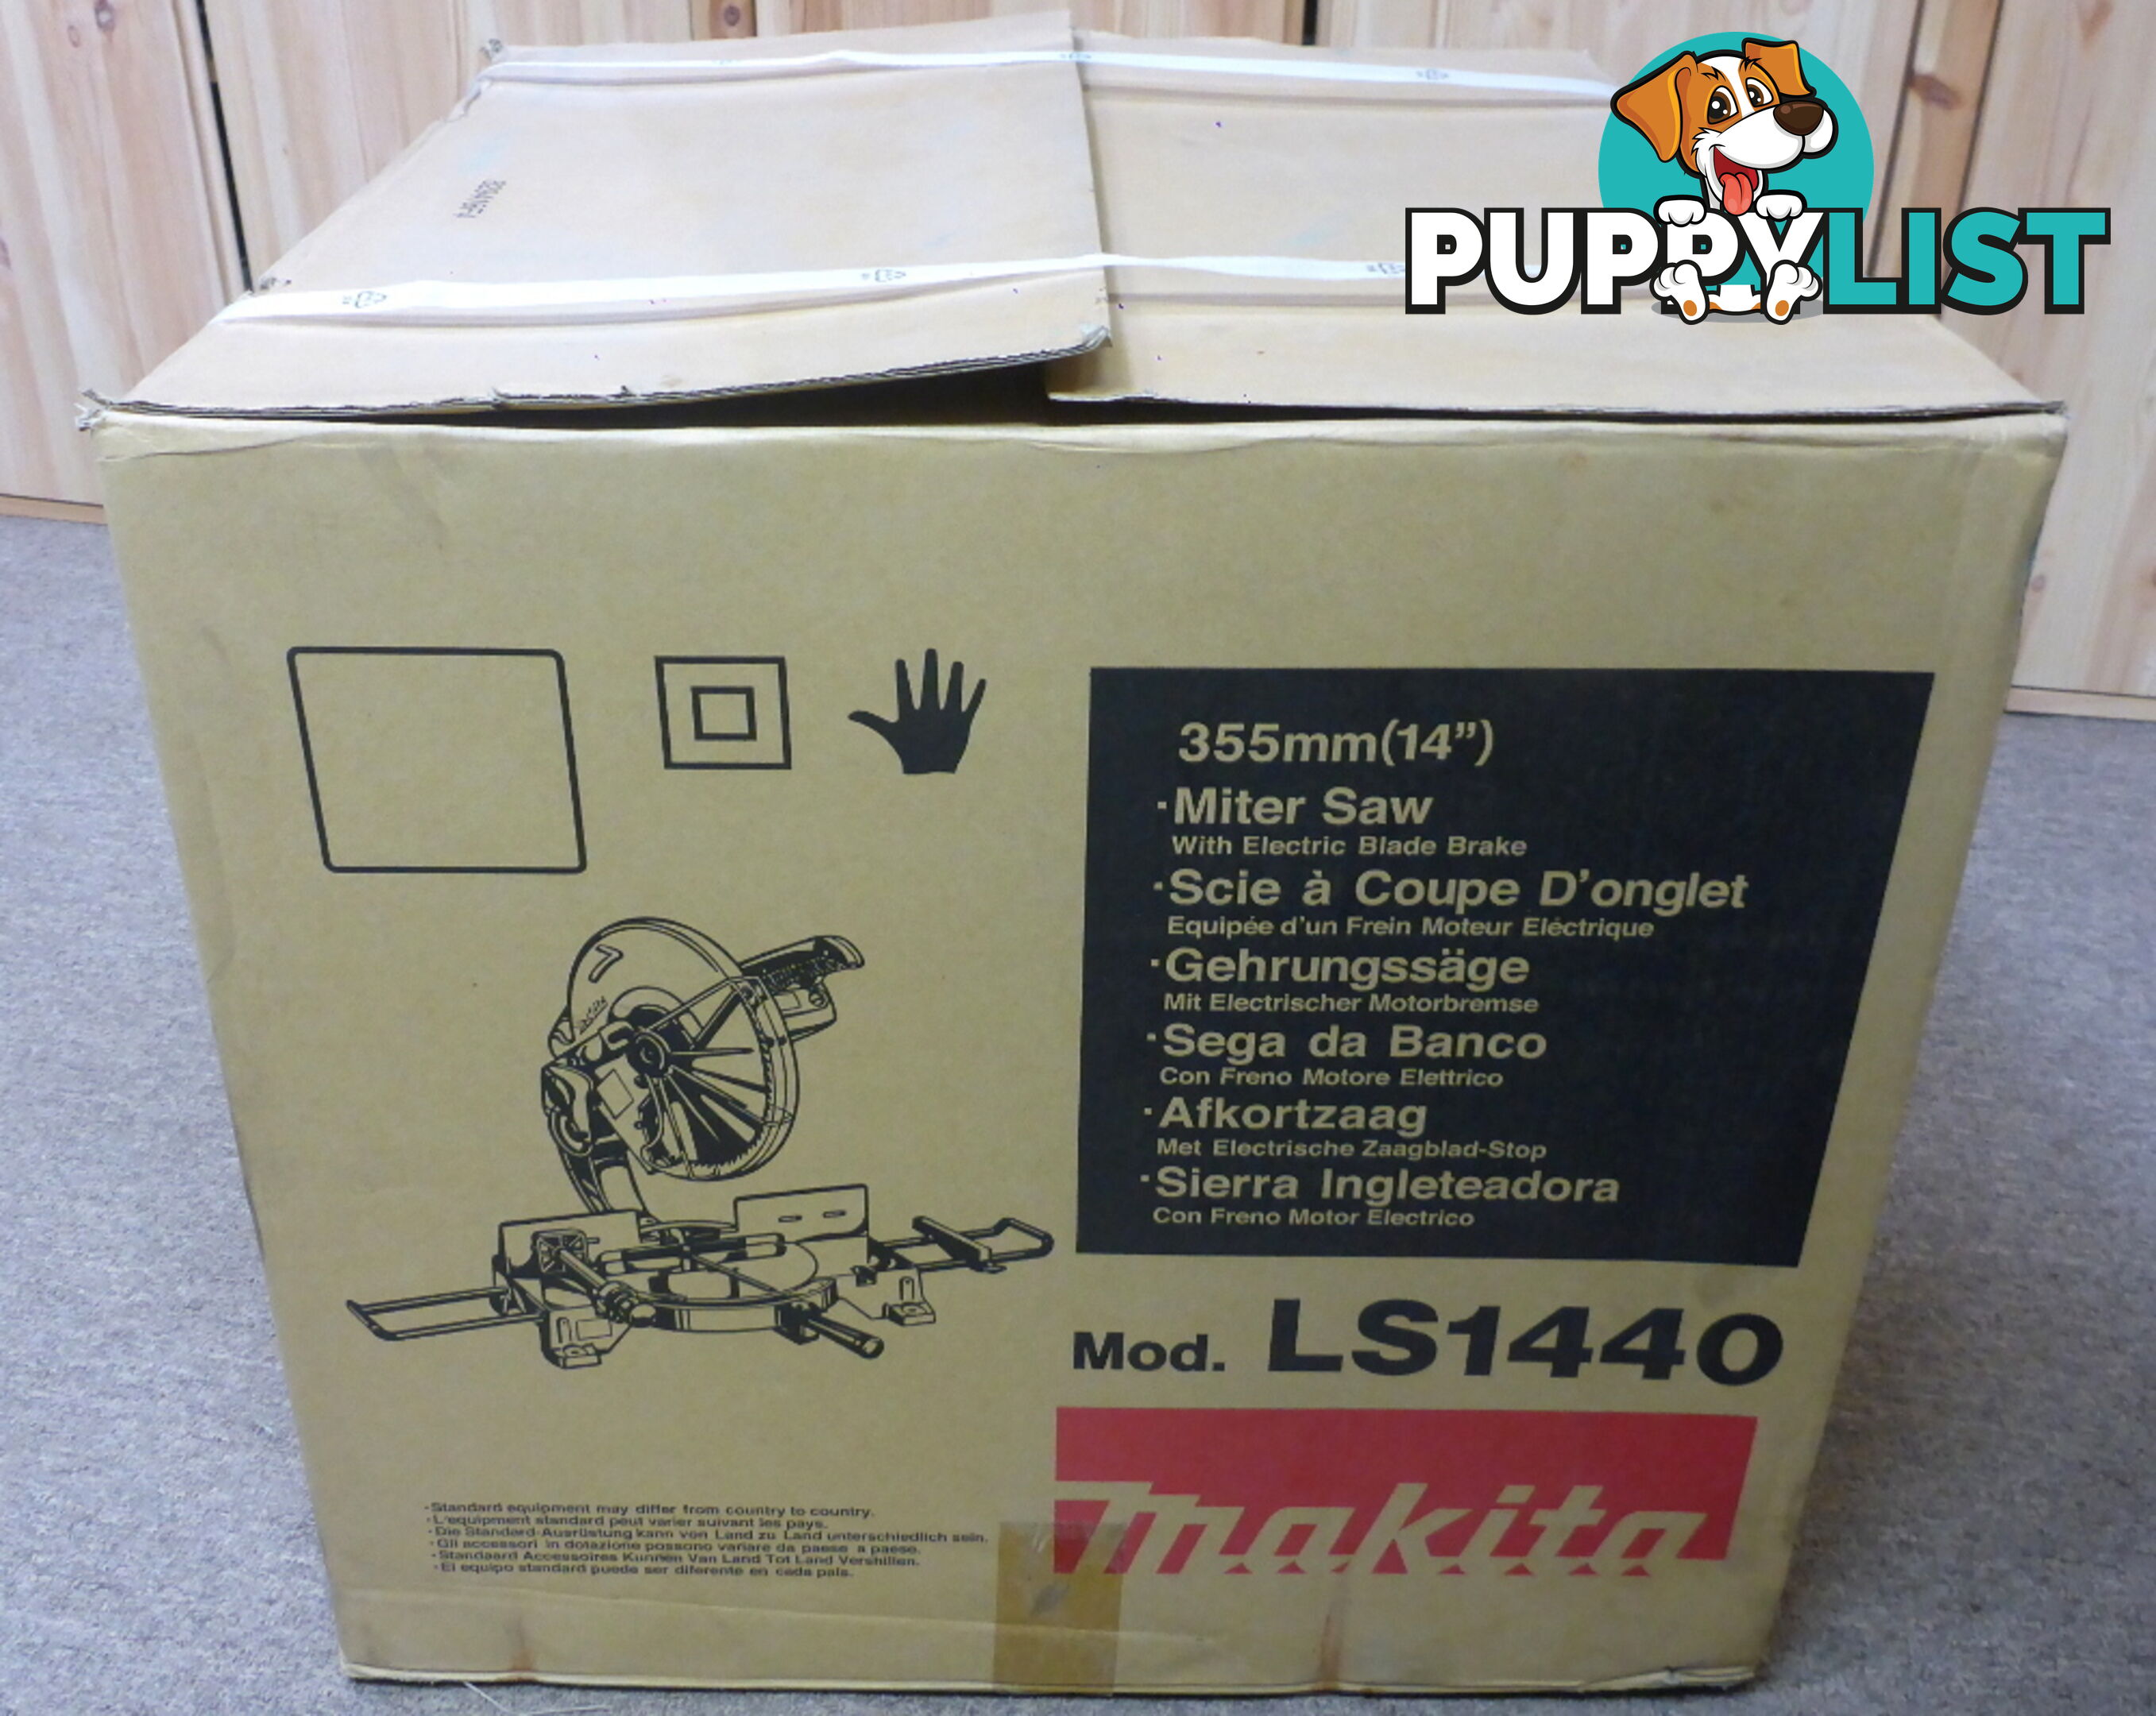 PUPPYLIST
355mm(14”)
·Miter Saw
With Electric Blade Brake
·Scie à Coupe D’onglet
Equipée d’un Frein Moteur Eléctrique
·Gehrungssäge
Mit Electrischer Motorbremse
·Sega da Banco
Con Freno Motore Elettrico
·Afkortzaag
Met Electrische Zaagblad-Stop
·Sierra Ingleteadora
Con Freno Motor Electrico
Mod. LS1440
makita
·Standard equipment may differ from country to country.
·L’equipment standard peut varier suivant les pays.
·Die Standard-Ausrüstung kann von Land zu Land unterschiedlich sein.
·Gli accessori in dotazione possono variare da paese a paese.
·Standaard Accessoires Kunnen Van Land Tot Land Vershillen.
·El equipo standard puede ser diferente en cada pais.